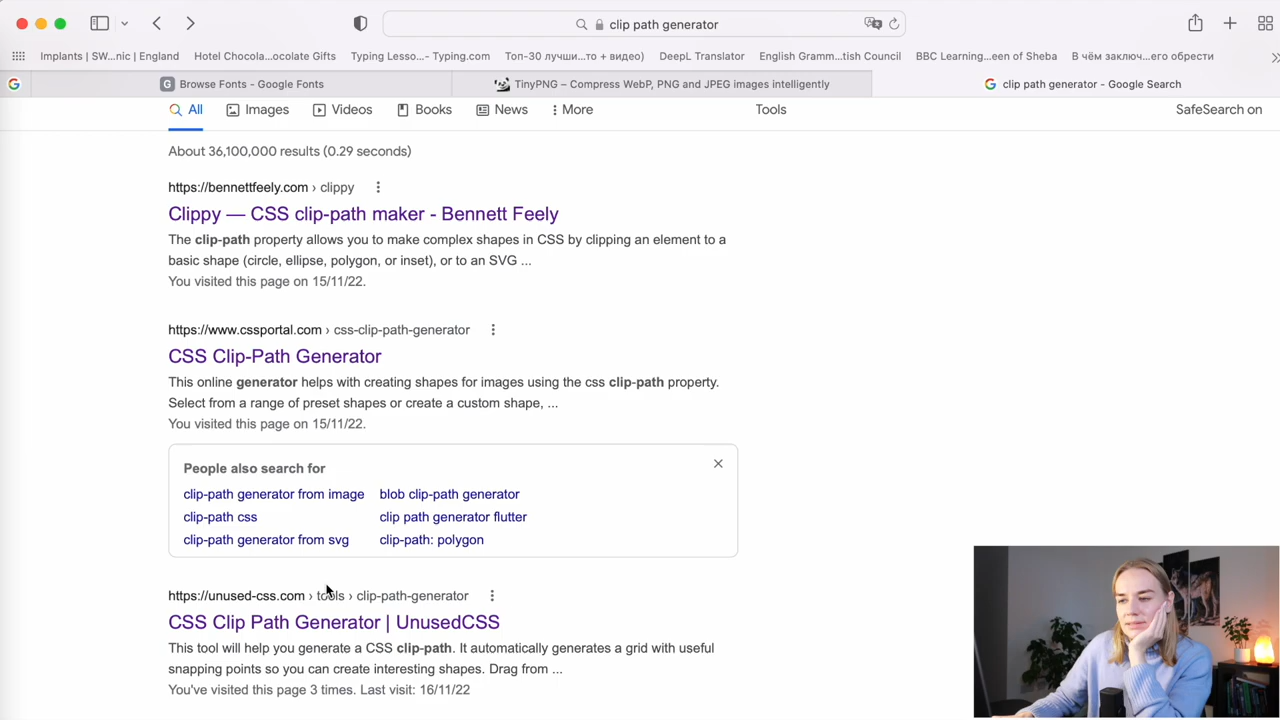 clip path generator
Implants | SW...nic | England
Hotel Chocola...ocolate Gifts
Typing Lesso...- Typing.com
Топ-30 лучши...то + видео)
DeepL Translator
English Gramm...tish Council
BBC Learning...een of Sheba
В чём заключ...его обрести
G
G
Browse Fonts - Google Fonts
TinyPNG – Compress WebP, PNG and JPEG images intelligently
G
clip path generator - Google Search
All
Images
Videos
Books
News
More
Tools
SafeSearch on
About 36,100,000 results (0.29 seconds)
https://bennettfeely.com › clippy
Clippy — CSS clip-path maker - Bennett Feely
The clip-path property allows you to make complex shapes in CSS by clipping an element to a
basic shape (circle, ellipse, polygon, or inset), or to an SVG ...
You visited this page on 15/11/22.
https://www.cssportal.com › css-clip-path-generator
CSS Clip-Path Generator
This online generator helps with creating shapes for images using the css clip-path property.
Select from a range of preset shapes or create a custom shape, ...
You visited this page on 15/11/22.
People also search for
clip-path generator from image
blob clip-path generator
clip-path css
clip path generator flutter
clip-path generator from svg
clip-path: polygon
https://unused-css.com › tools › clip-path-generator
CSS Clip Path Generator | UnusedCSS
This tool will help you generate a CSS clip-path. It automatically generates a grid with useful
snapping points so you can create interesting shapes. Drag from ...
You've visited this page 3 times. Last visit: 16/11/22